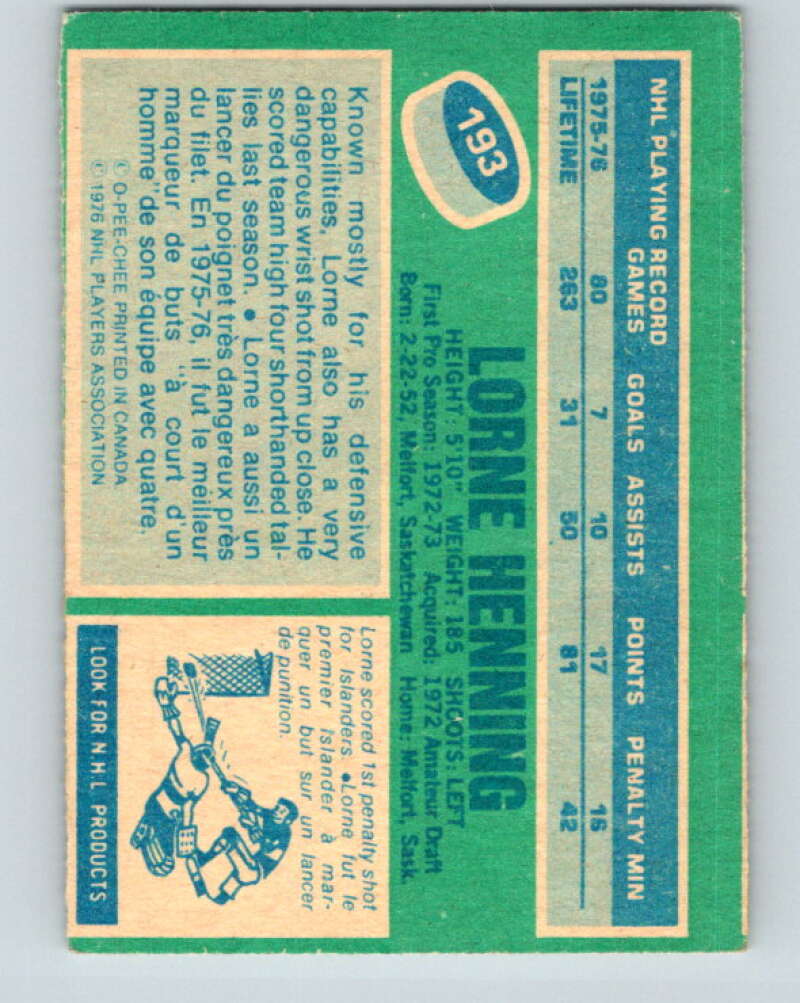 NHL PLAYING RECORD
GAMES GOALS ASSISTS POINTS PENALTY MIN
1975-76 80 7 10 17 16
LIFETIME 263 31 50 81 42
193
LORNE HENNING
HEIGHT: 5'10" WEIGHT: 185 SHOOTS: LEFT
First Pro Season: 1972-73 Acquired: 1972 Amateur Draft
Born: 2-22-52, Melfort, Saskatchewan Home: Melfort, Sask.
Known mostly for, his defensive
capabilities, Lorne also has a very
dangerous wrist shot from up close. He
scored team high four shorthanded tal-
lies last season. • Lorne a aussi un
lancer du poignet très dangereux près
du filet. En 1975-76, il fut le meilleur
marqueur de buts "à court d'un
homme" de son équipe avec quatre.
© O-PEE-CHEE PRINTED IN CANADA
© 1976 NHL PLAYERS ASSOCIATION
Lorne scored 1st penalty shot
for Islanders. •Lorne fut le
premier Islander à mar-
quer un but sur un lancer
de punition.
LOOK FOR N.H.L PRODUCTS